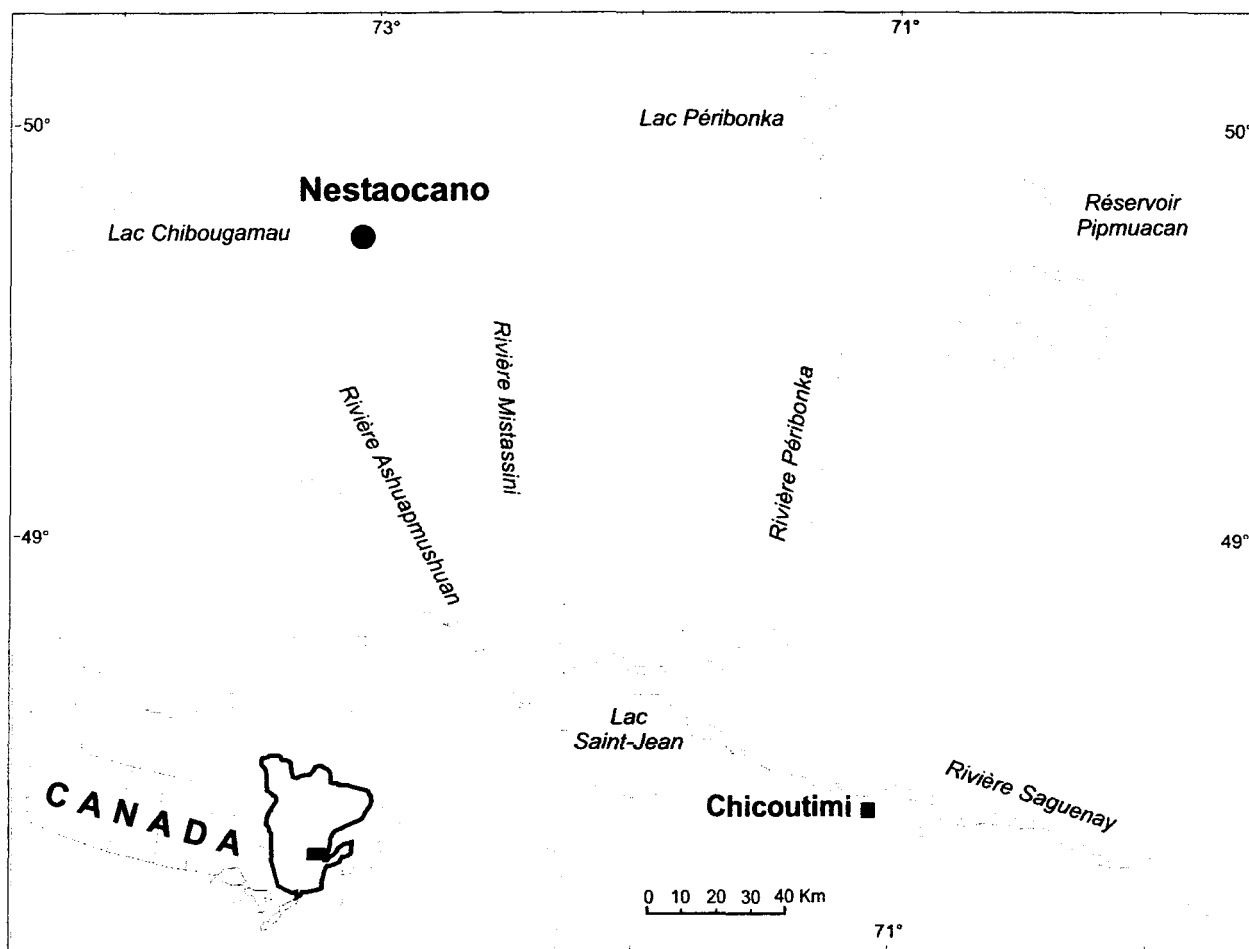 73°
71°
-50°
Lac Péribonka
50°
Nestaocano
Réservoir
Pipmuacan
Lac Chibougamau
Rivière Mistassini
Rivière Péribonka
Rivière Ashuapmushuan
-49°
49°
Lac
Saint-Jean
Rivière Saguenay
CANADA
Chicoutimi
0 10 20 40 Km
71°